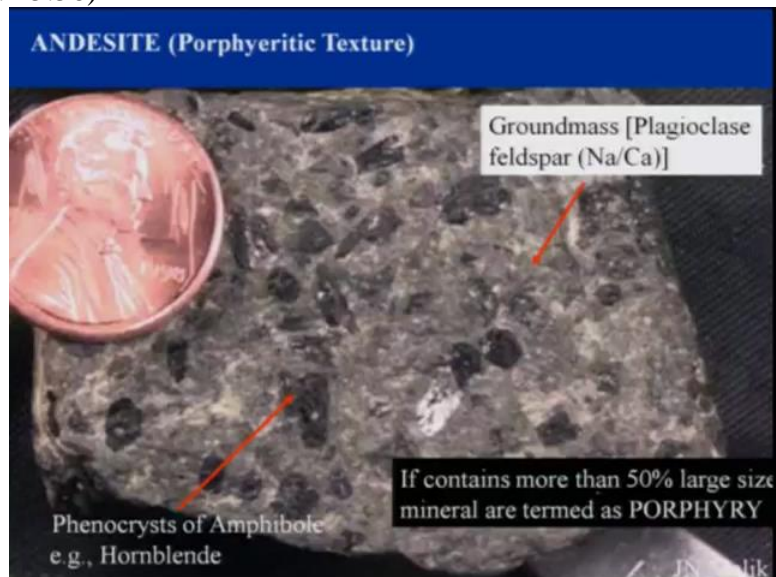 ANDESITE (Porphyeritic Texture)
Groundmass [Plagioclase
feldspar (Na/Ca)]
If contains more than 50% large size
mineral are termed as PORPHYRY
Phenocrysts of Amphibole
e.g., Hornblende